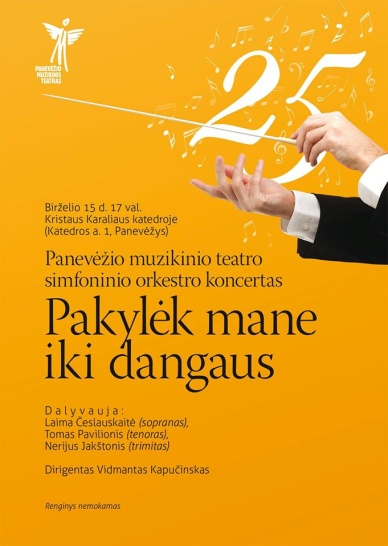 PANEVĖŽIO
MUZIKINIS
TEATRAS
25
Birželio 15 d. 17 val.
Kristaus Karaliaus katedroje
(Katedros a. 1, Panevėžys)
Panevėžio muzikinio teatro
simfoninio orkestro koncertas
Pakylėk mane
iki dangaus
Dalyvauja:
Laima Česlauskaitė (sopranas),
Tomas Pavilionis (tenoras),
Nerijus Jakštonis (trimitas)
Dirigentas Vidmantas Kapučinskas
Renginys nemokamas